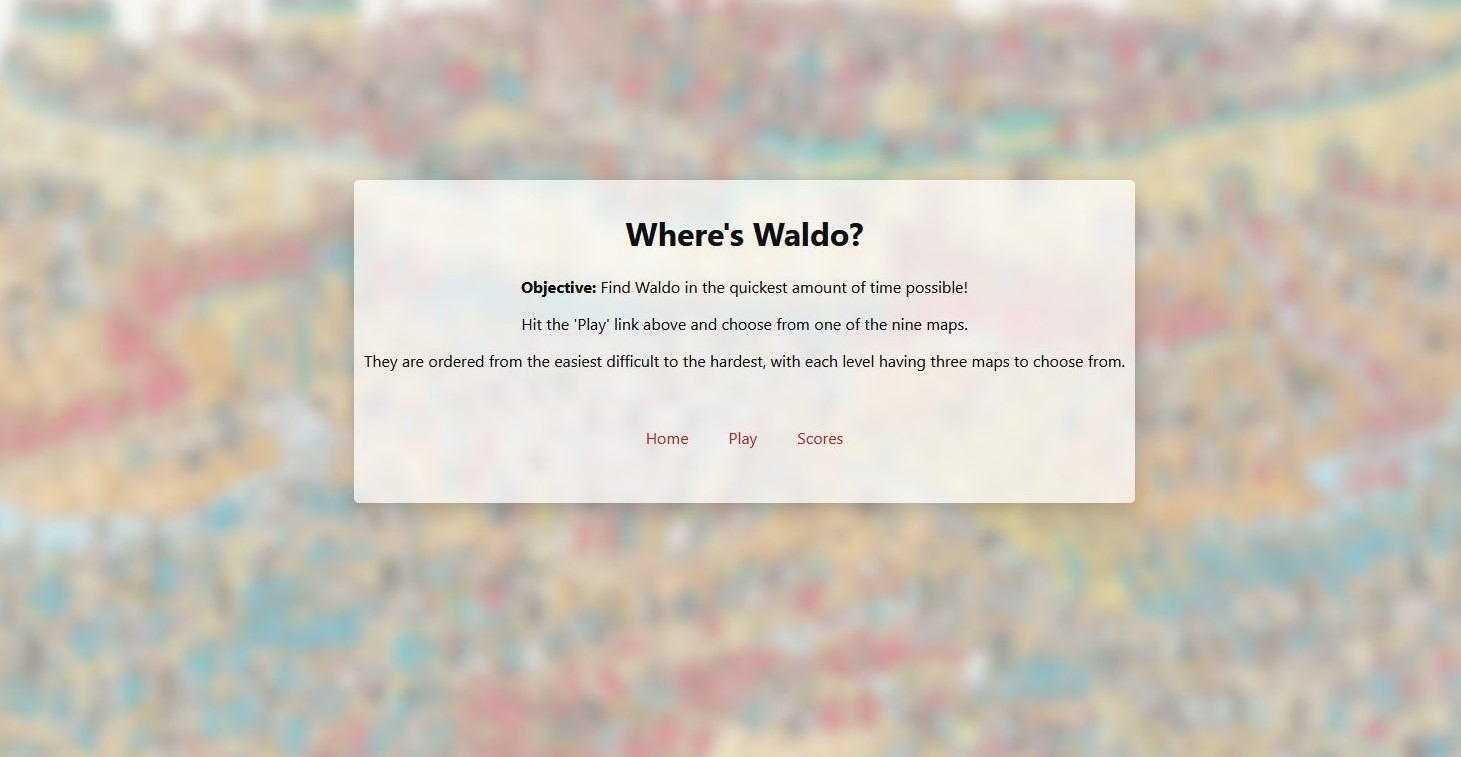 Where's Waldo?
Objective: Find Waldo in the quickest amount of time possible!
Hit the 'Play' link above and choose from one of the nine maps.
They are ordered from the easiest difficult to the hardest, with each level having three maps to choose from.
Home Play Scores